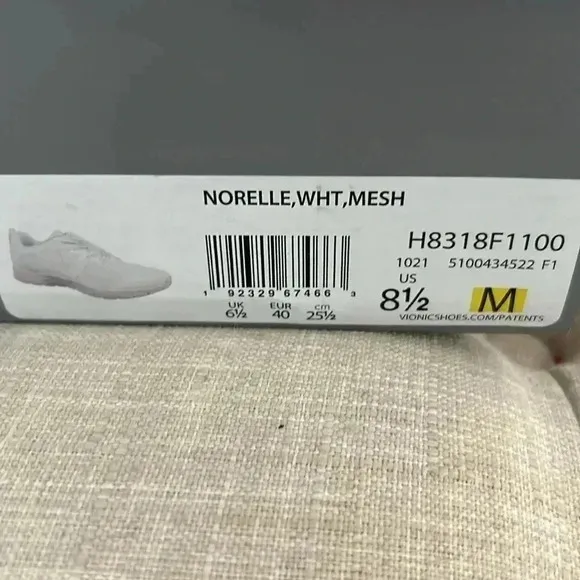 NORELLE,WHT,MESH
H8318F1100
1021 5100434522 F1
1 92329 67466 3
US
8½ M
UK EUR cm
6½ 40 25½
VIONICSHOES.COM/PATENTS